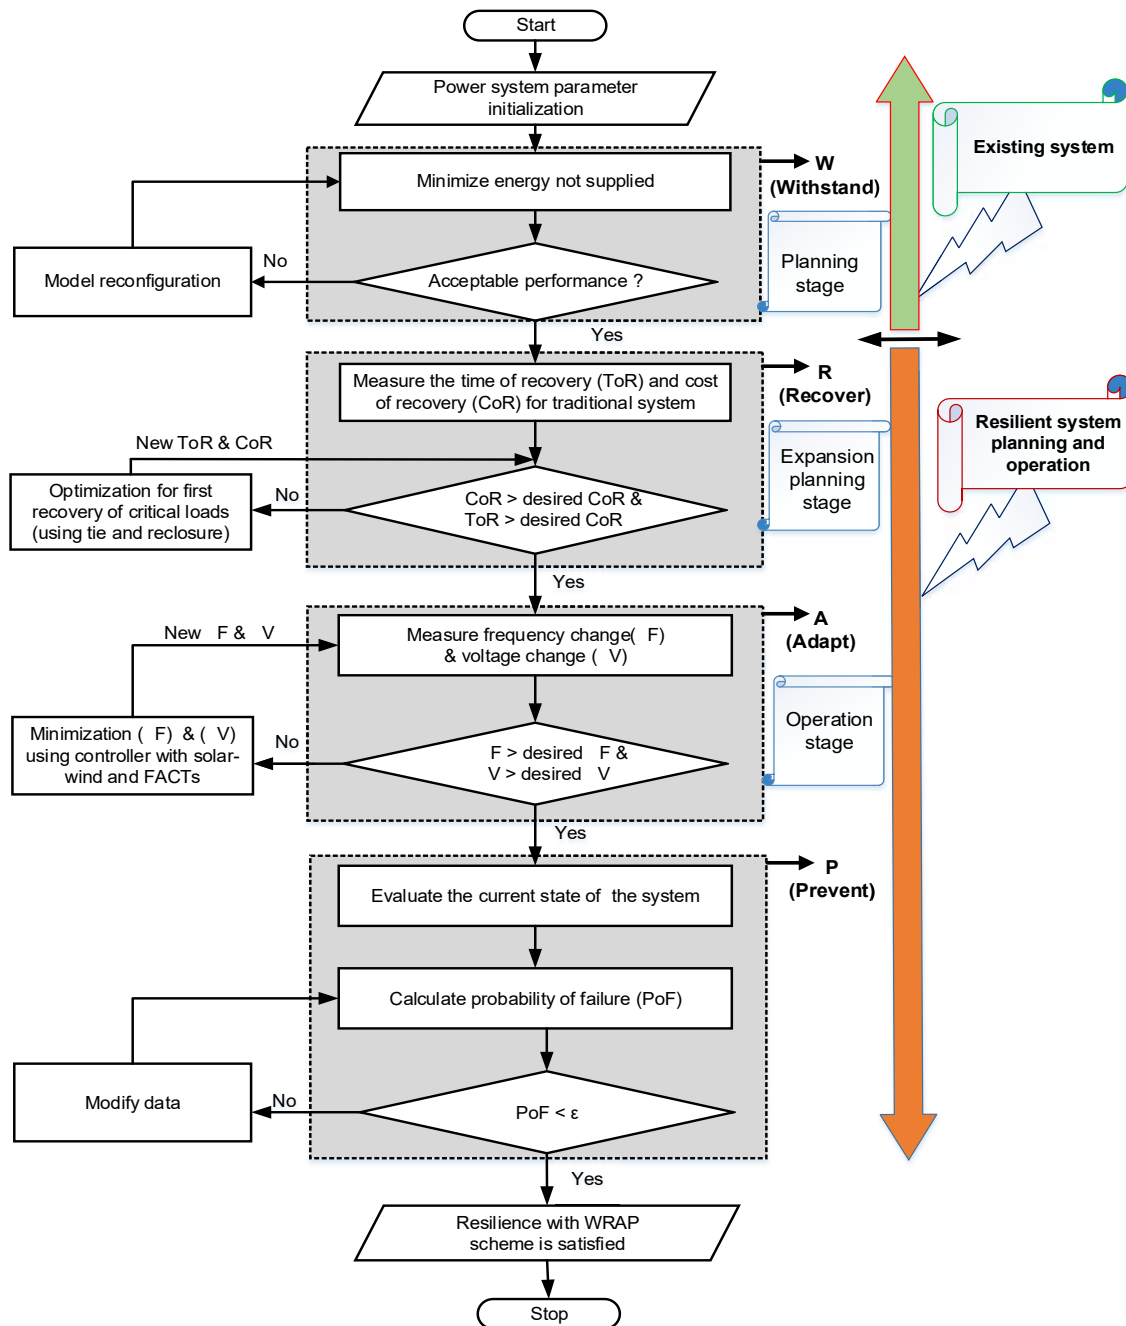 Start
Power system parameter
initialization
Minimize energy not supplied
W
(Withstand)
Existing system
Model reconfiguration
No
Acceptable performance ?
Planning
stage
Yes
Measure the time of recovery (ToR) and cost
of recovery (CoR) for traditional system
R
(Recover)
Resilient system
planning and
operation
New ToR & CoR
Optimization for first
recovery of critical loads
(using tie and reclosure)
No
CoR > desired CoR &
ToR > desired CoR
Expansion
planning
stage
Yes
New F & V
Measure frequency change( F)
& voltage change ( V)
A
(Adapt)
Minimization ( F) & ( V)
using controller with solar-
wind and FACTs
No
F > desired F &
V > desired V
Operation
stage
Yes
Evaluate the current state of the system
P
(Prevent)
Calculate probability of failure (PoF)
Modify data
No
PoF < ε
Yes
Resilience with WRAP
scheme is satisfied
Stop